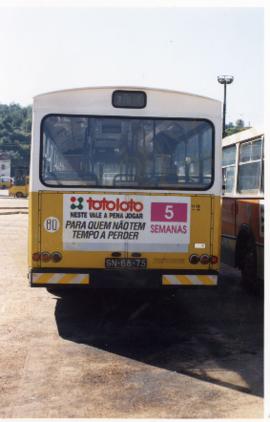 totoloto
NESTE VALE A PENA JOGAR
PARA QUEM NÃO TEM
TEMPO A PERDER
5
SEMANAS
80
SN-68-75